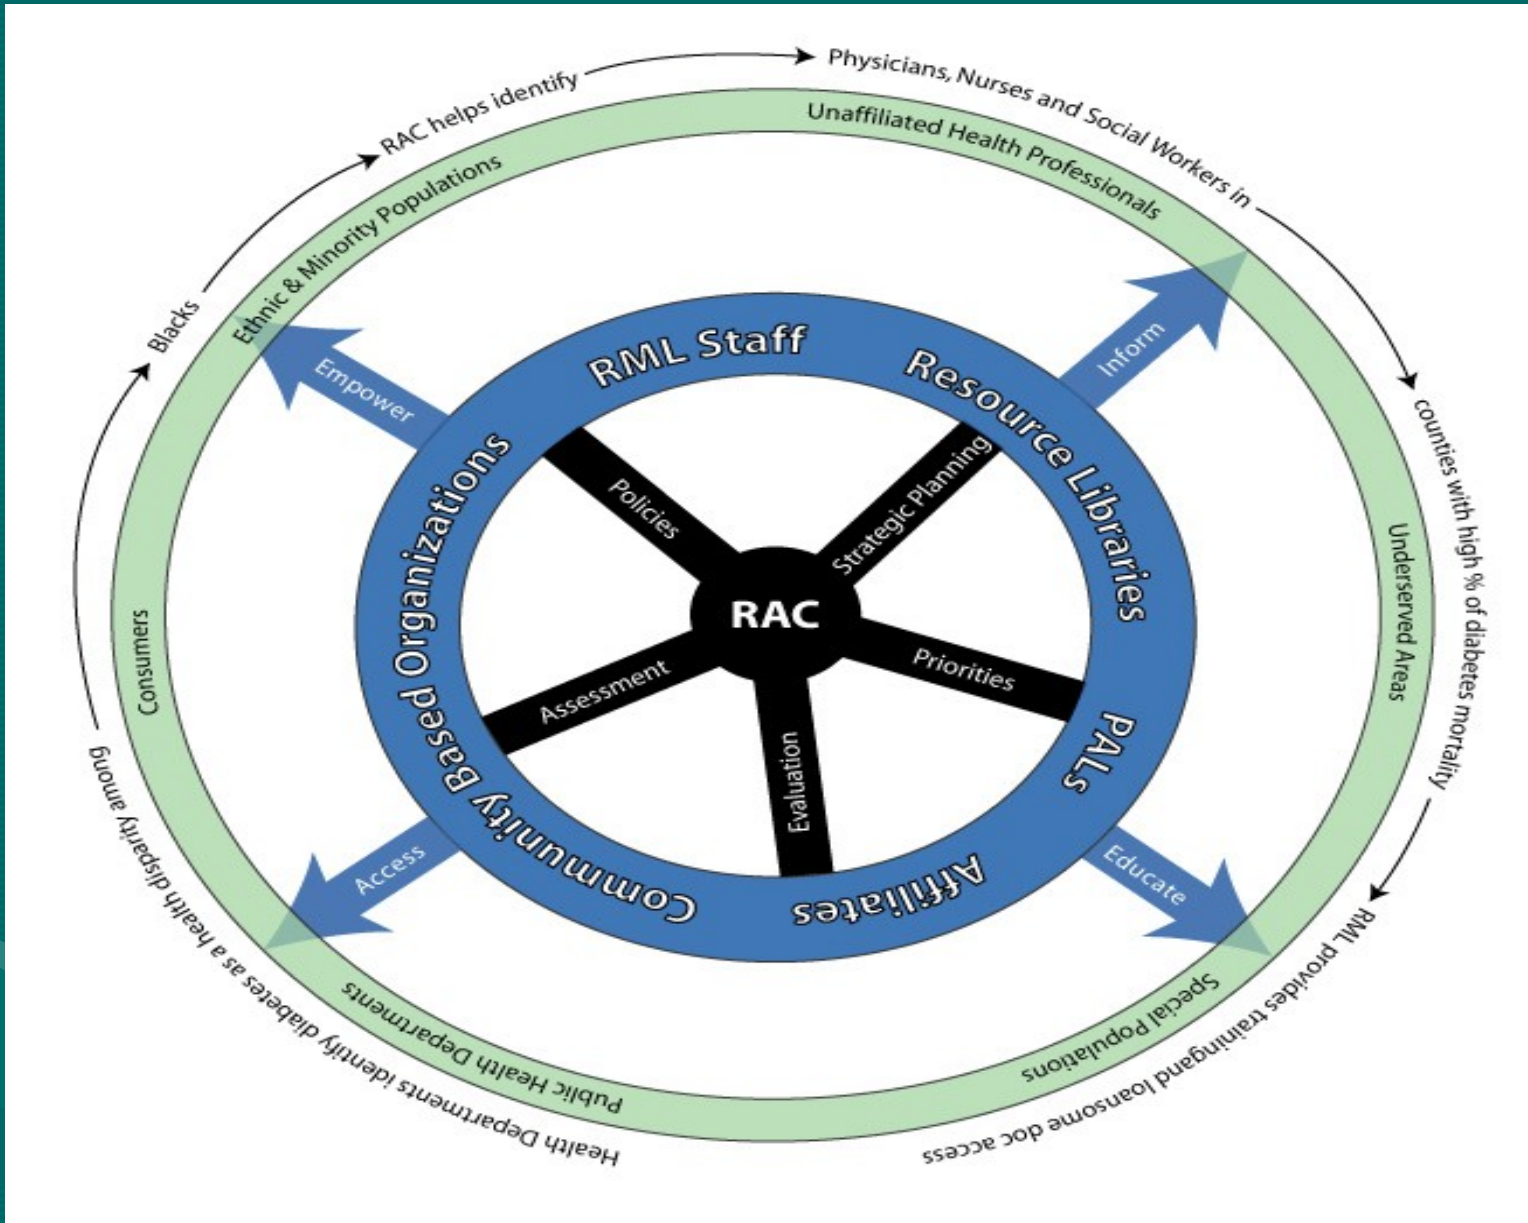 Health Departments identify diabetes as a health disparity among
Blacks
RAC helps identify
Physicians, Nurses and Social Workers in
counties with high % of diabetes mortality
RML provides trainingand loansome doc access
Ethnic & Minority Populations
Unaffiliated Health Professionals
Underserved Areas
Special Populations
Public Health Departments
Consumers
Empower
Inform
Educate
Access
RML Staff
Resource Libraries
PALs
Affiliates
Community Based Organizations
Policies
Strategic Planning
Priorities
Evaluation
Assessment
RAC